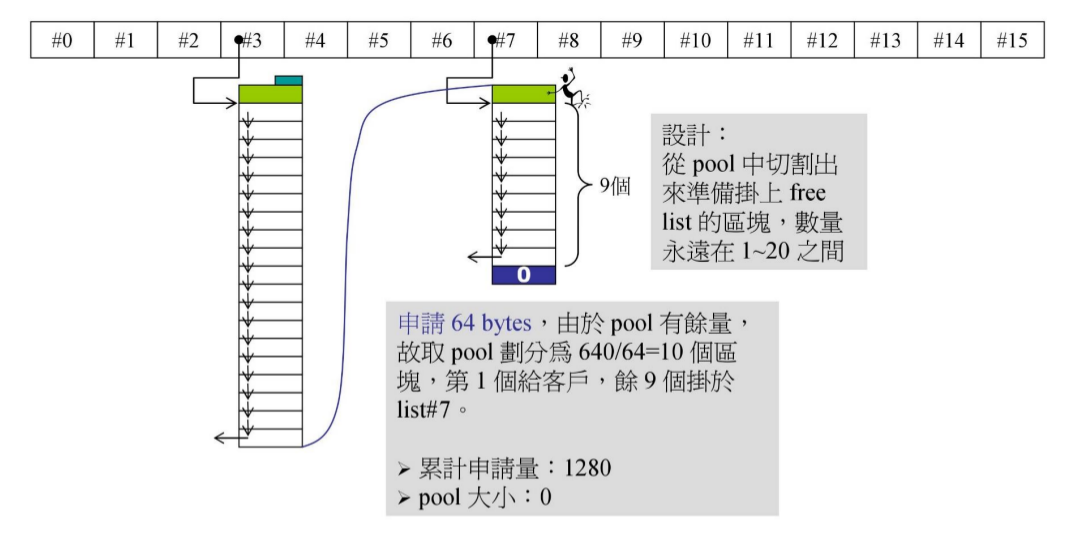 #0 #1 #2 #3 #4 #5 #6 #7 #8 #9 #10 #11 #12 #13 #14 #15
9個
0
設計：
從 pool 中切割出
來準備掛上 free
list 的區塊，數量
永遠在 1~20 之間
申請 64 bytes，由於 pool 有餘量，
故取 pool 劃分為 640/64=10 個區
塊，第 1 個給客戶，餘 9 個掛於
list#7。
➢ 累計申請量：1280
➢ pool 大小：0